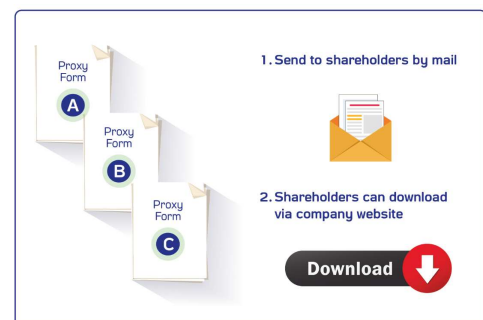 Proxy
Form
A
Proxy
Form
B
Proxy
Form
C
1. Send to shareholders by mail
2. Shareholders can download
via company website
Download